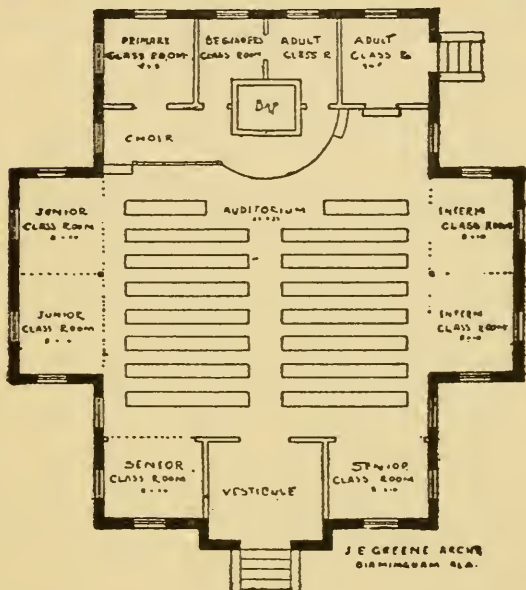 PRIMARY
CLASS ROOM
BEGINNERS
CLASS ROOM
ADULT
CLASS R.
ADULT
CLASS R.
BAP
CHOIR
AUDITORIUM
JUNIOR
CLASS ROOM
INTERM
CLASS ROOM
JUNIOR
CLASS ROOM
INTERM
CLASS ROOM
SENIOR
CLASS ROOM
VESTIBULE
SENIOR
CLASS ROOM
J E GREENE ARCHT
BIRMINGHAM ALA.